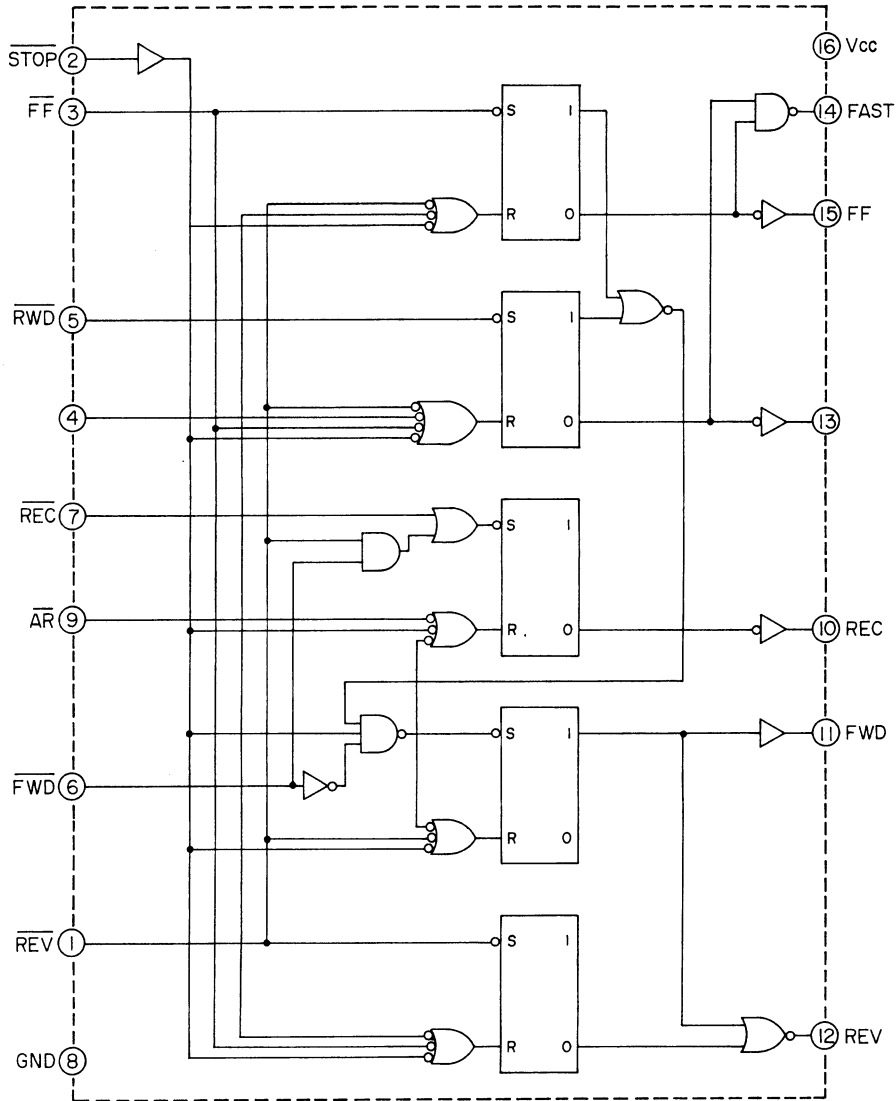 STOP 2
16 Vcc
FF 3
S 1
14 FAST
R 0
15 FF
RWD 5
S 1
4
R 0
13
REC 7
S 1
AR 9
R. 0
10 REC
S 1
11 FWD
FWD 6
R 0
REV 1
S 1
R 0
12 REV
GND 8